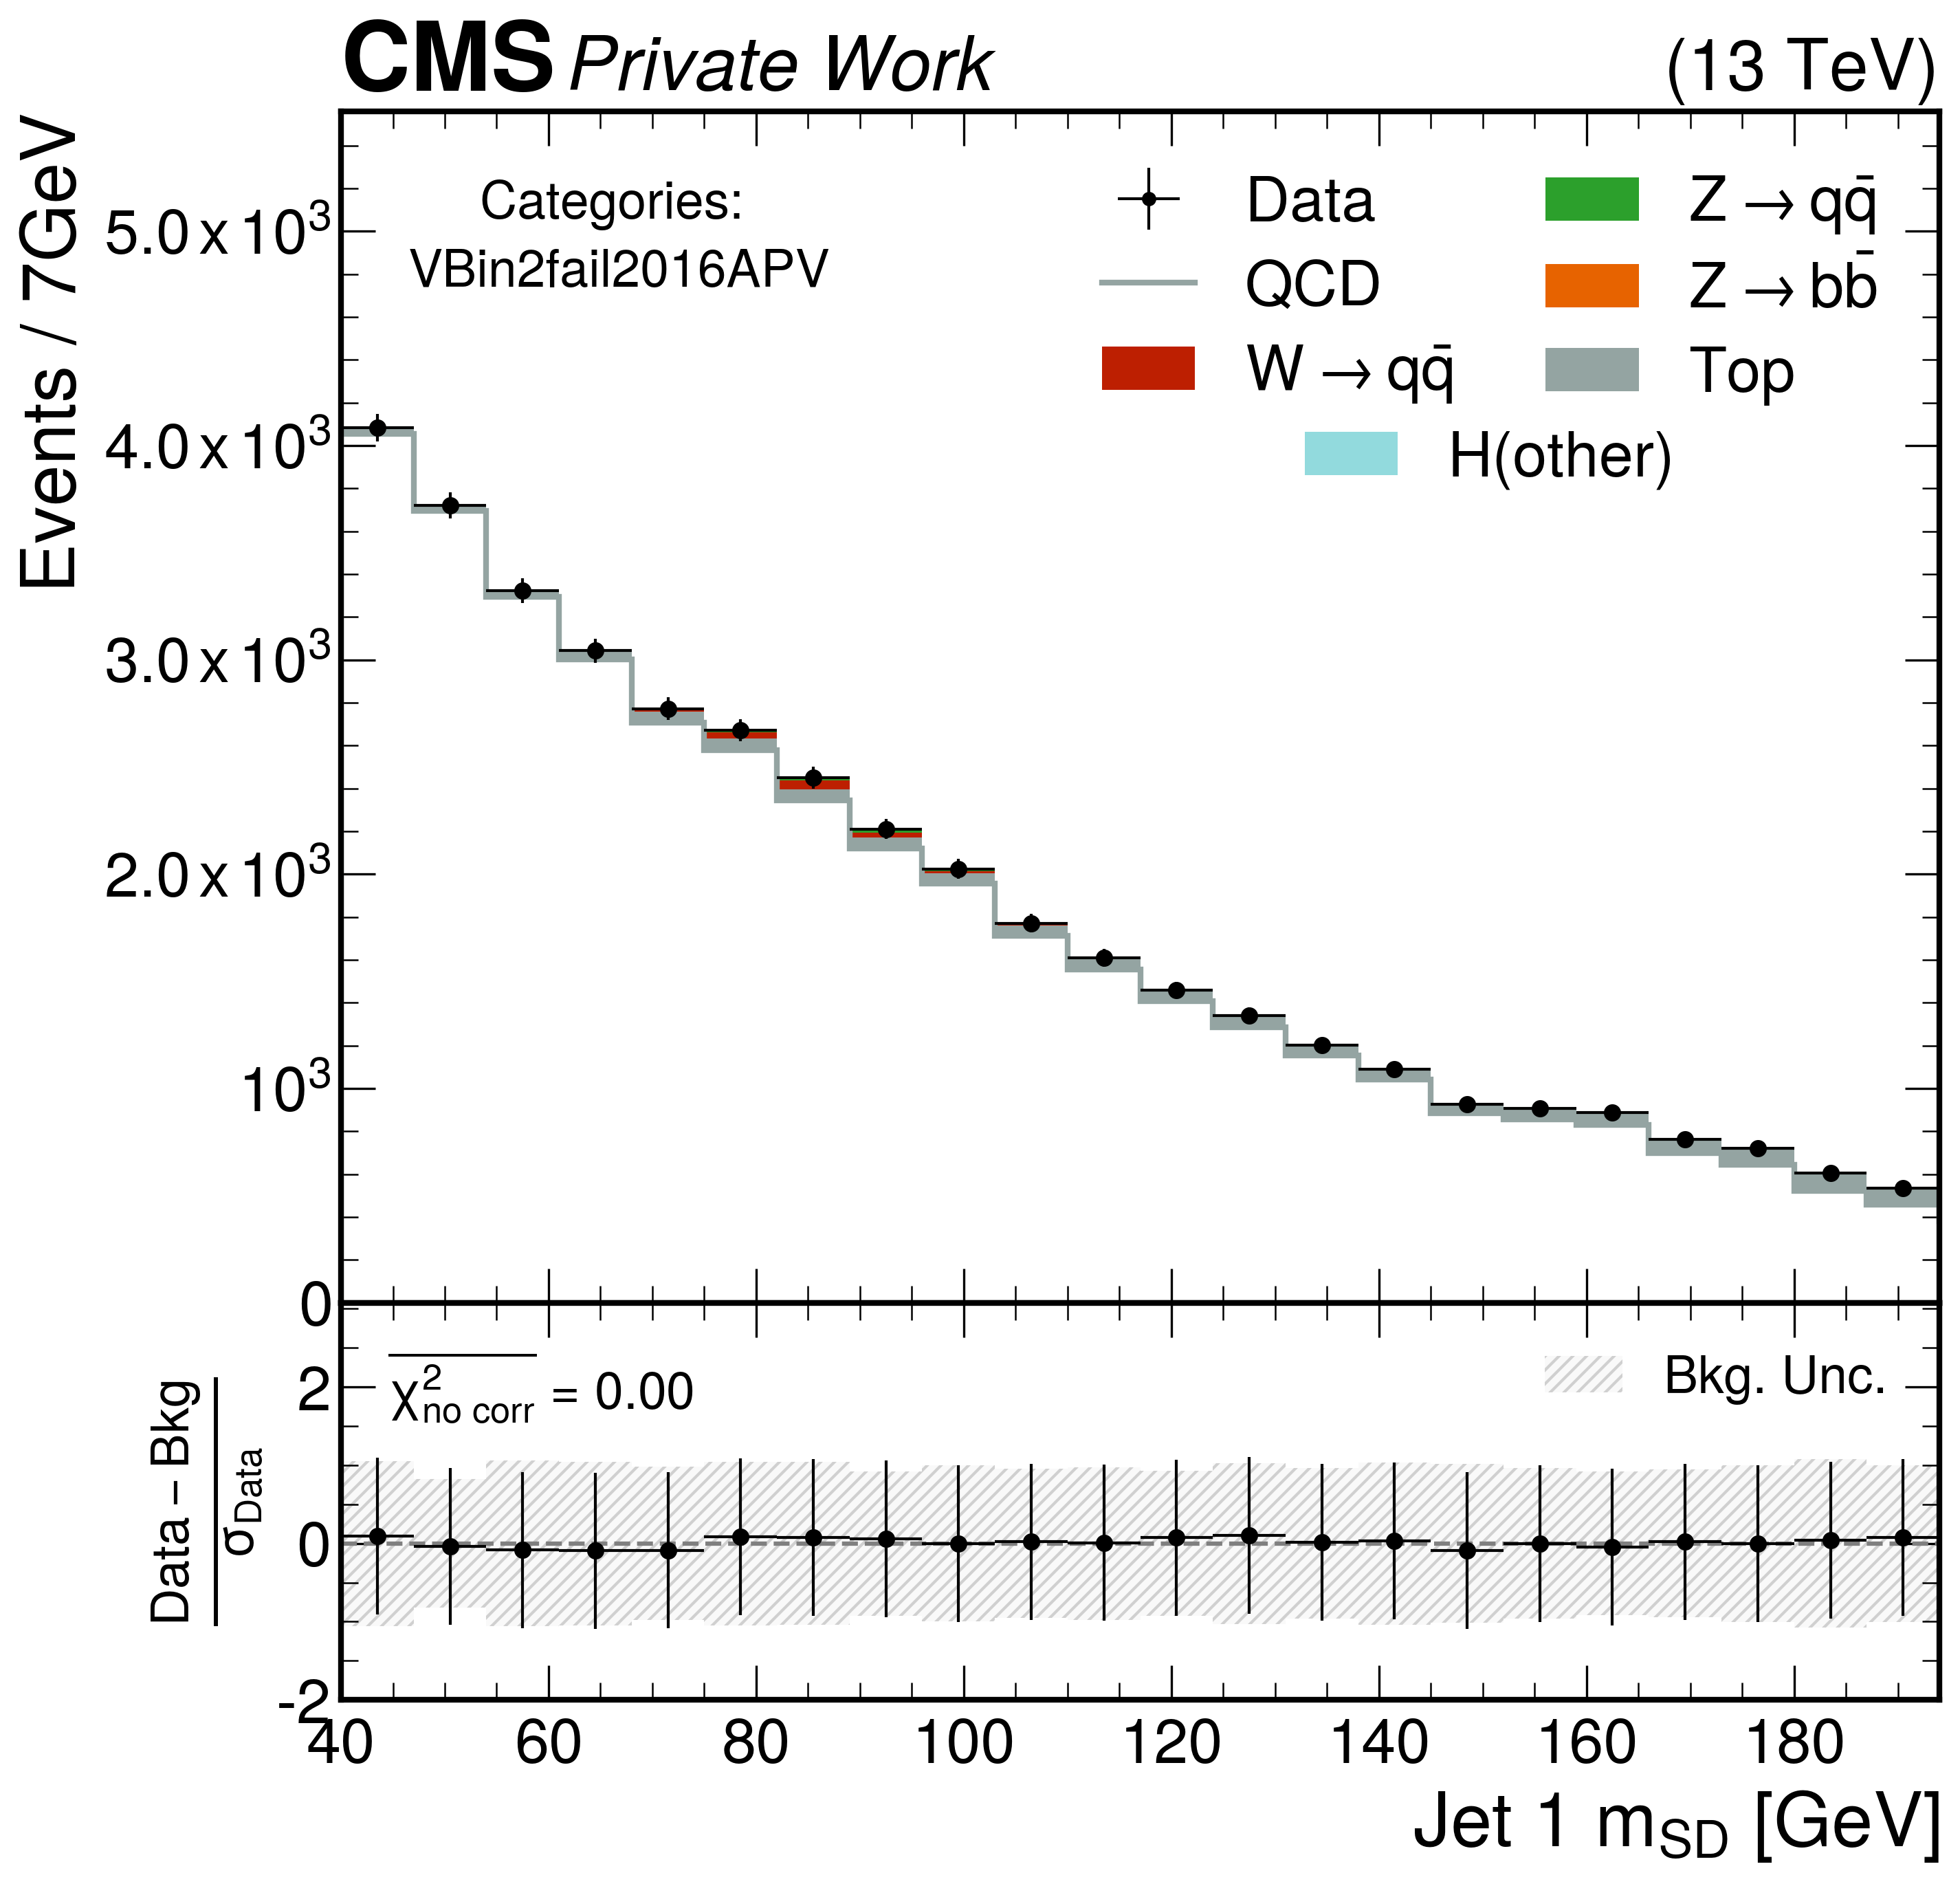 CMS Private Work (13 TeV)
Events / 7GeV
5.0 x 10³
4.0 x 10³
3.0 x 10³
2.0 x 10³
10³
0
Categories:
VBin2fail2016APV
Data
QCD
W → qq̄
Z → qq̄
Z → bb̄
Top
H(other)
Data – Bkg
σ_Data
2
0
-2
χ²_no corr = 0.00
Bkg. Unc.
40 60 80 100 120 140 160 180
Jet 1 m_SD [GeV]